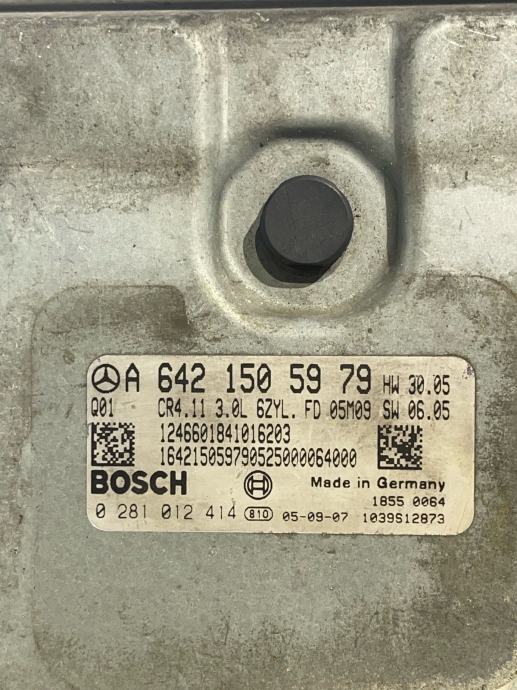 A 642 150 59 79 HW 30.05
Q01 CR4.11 3.0L 6ZYL. FD 05M09 SW 06.05
1246601841016203
16421505979052500064000
BOSCH Made in Germany
1855 0064
0 281 012 414 810 05-09-07 1039S12873